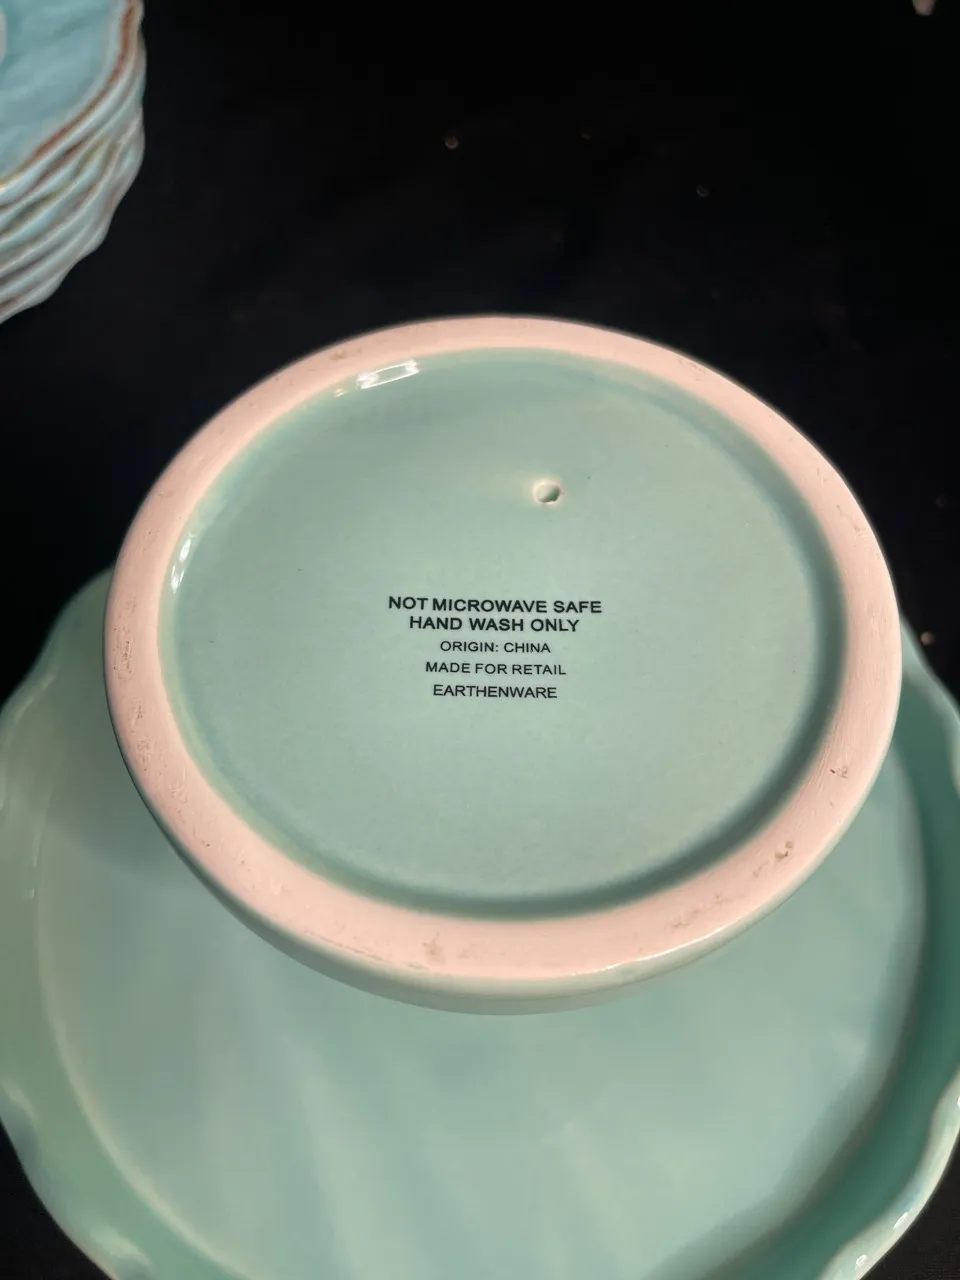 NOT MICROWAVE SAFE
HAND WASH ONLY
ORIGIN: CHINA
MADE FOR RETAIL
EARTHENWARE